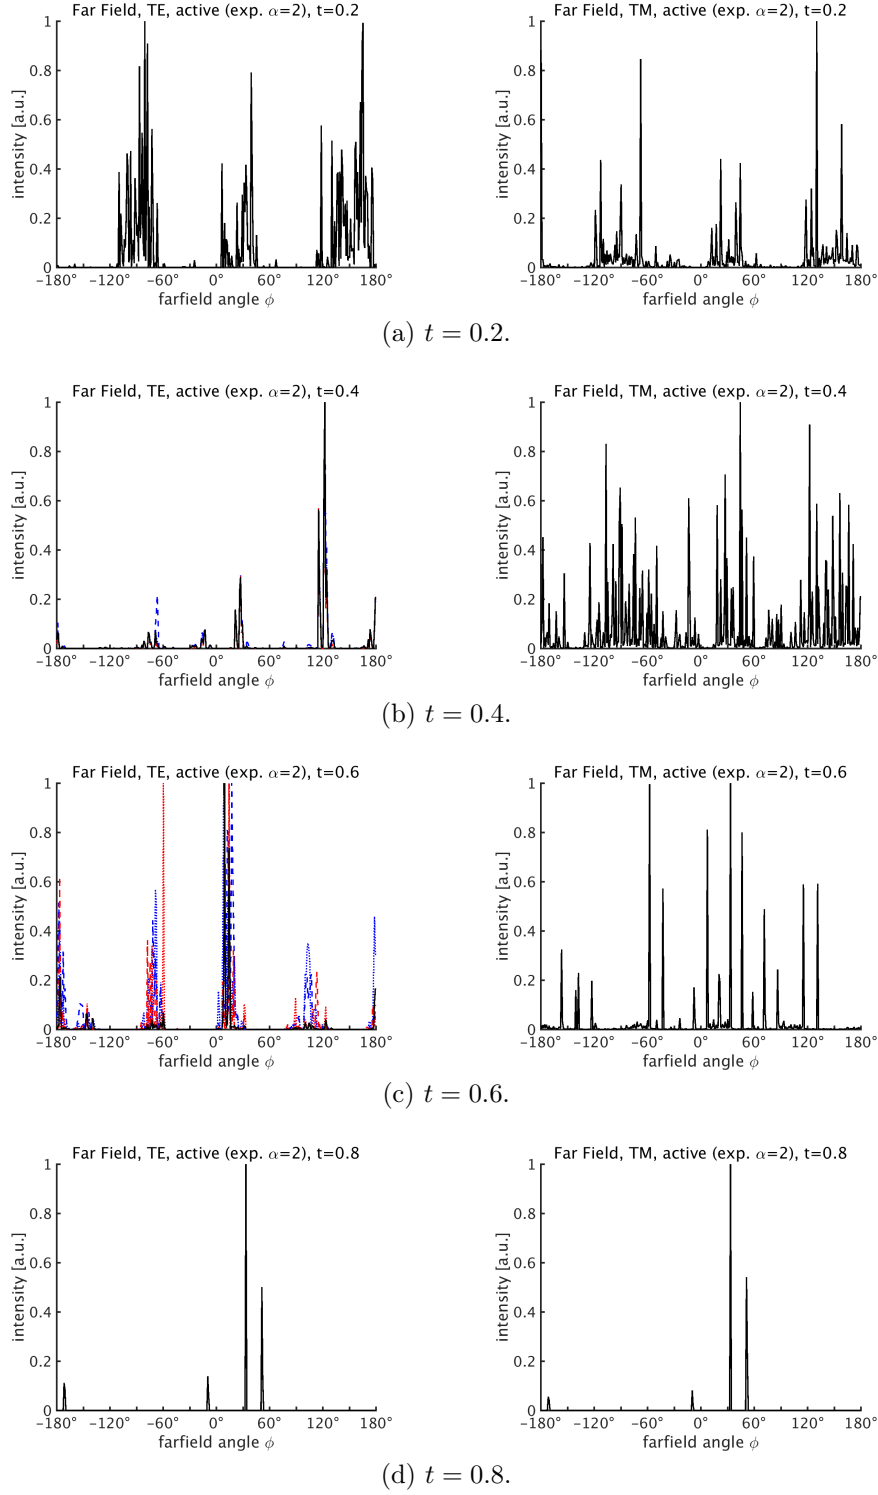 Far Field, TE, active (exp. α=2), t=0.2
intensity [a.u.]
1
0.8
0.6
0.4
0.2
0
-180° -120° -60° 0° 60° 120° 180°
farfield angle ϕ
Far Field, TM, active (exp. α=2), t=0.2
intensity [a.u.]
1
0.8
0.6
0.4
0.2
0
-180° -120° -60° 0° 60° 120° 180°
farfield angle ϕ
(a) t = 0.2.
Far Field, TE, active (exp. α=2), t=0.4
intensity [a.u.]
1
0.8
0.6
0.4
0.2
0
-180° -120° -60° 0° 60° 120° 180°
farfield angle ϕ
Far Field, TM, active (exp. α=2), t=0.4
intensity [a.u.]
1
0.8
0.6
0.4
0.2
0
-180° -120° -60° 0° 60° 120° 180°
farfield angle ϕ
(b) t = 0.4.
Far Field, TE, active (exp. α=2), t=0.6
intensity [a.u.]
1
0.8
0.6
0.4
0.2
0
-180° -120° -60° 0° 60° 120° 180°
farfield angle ϕ
Far Field, TM, active (exp. α=2), t=0.6
intensity [a.u.]
1
0.8
0.6
0.4
0.2
0
-180° -120° -60° 0° 60° 120° 180°
farfield angle ϕ
(c) t = 0.6.
Far Field, TE, active (exp. α=2), t=0.8
intensity [a.u.]
1
0.8
0.6
0.4
0.2
0
-180° -120° -60° 0° 60° 120° 180°
farfield angle ϕ
Far Field, TM, active (exp. α=2), t=0.8
intensity [a.u.]
1
0.8
0.6
0.4
0.2
0
-180° -120° -60° 0° 60° 120° 180°
farfield angle ϕ
(d) t = 0.8.